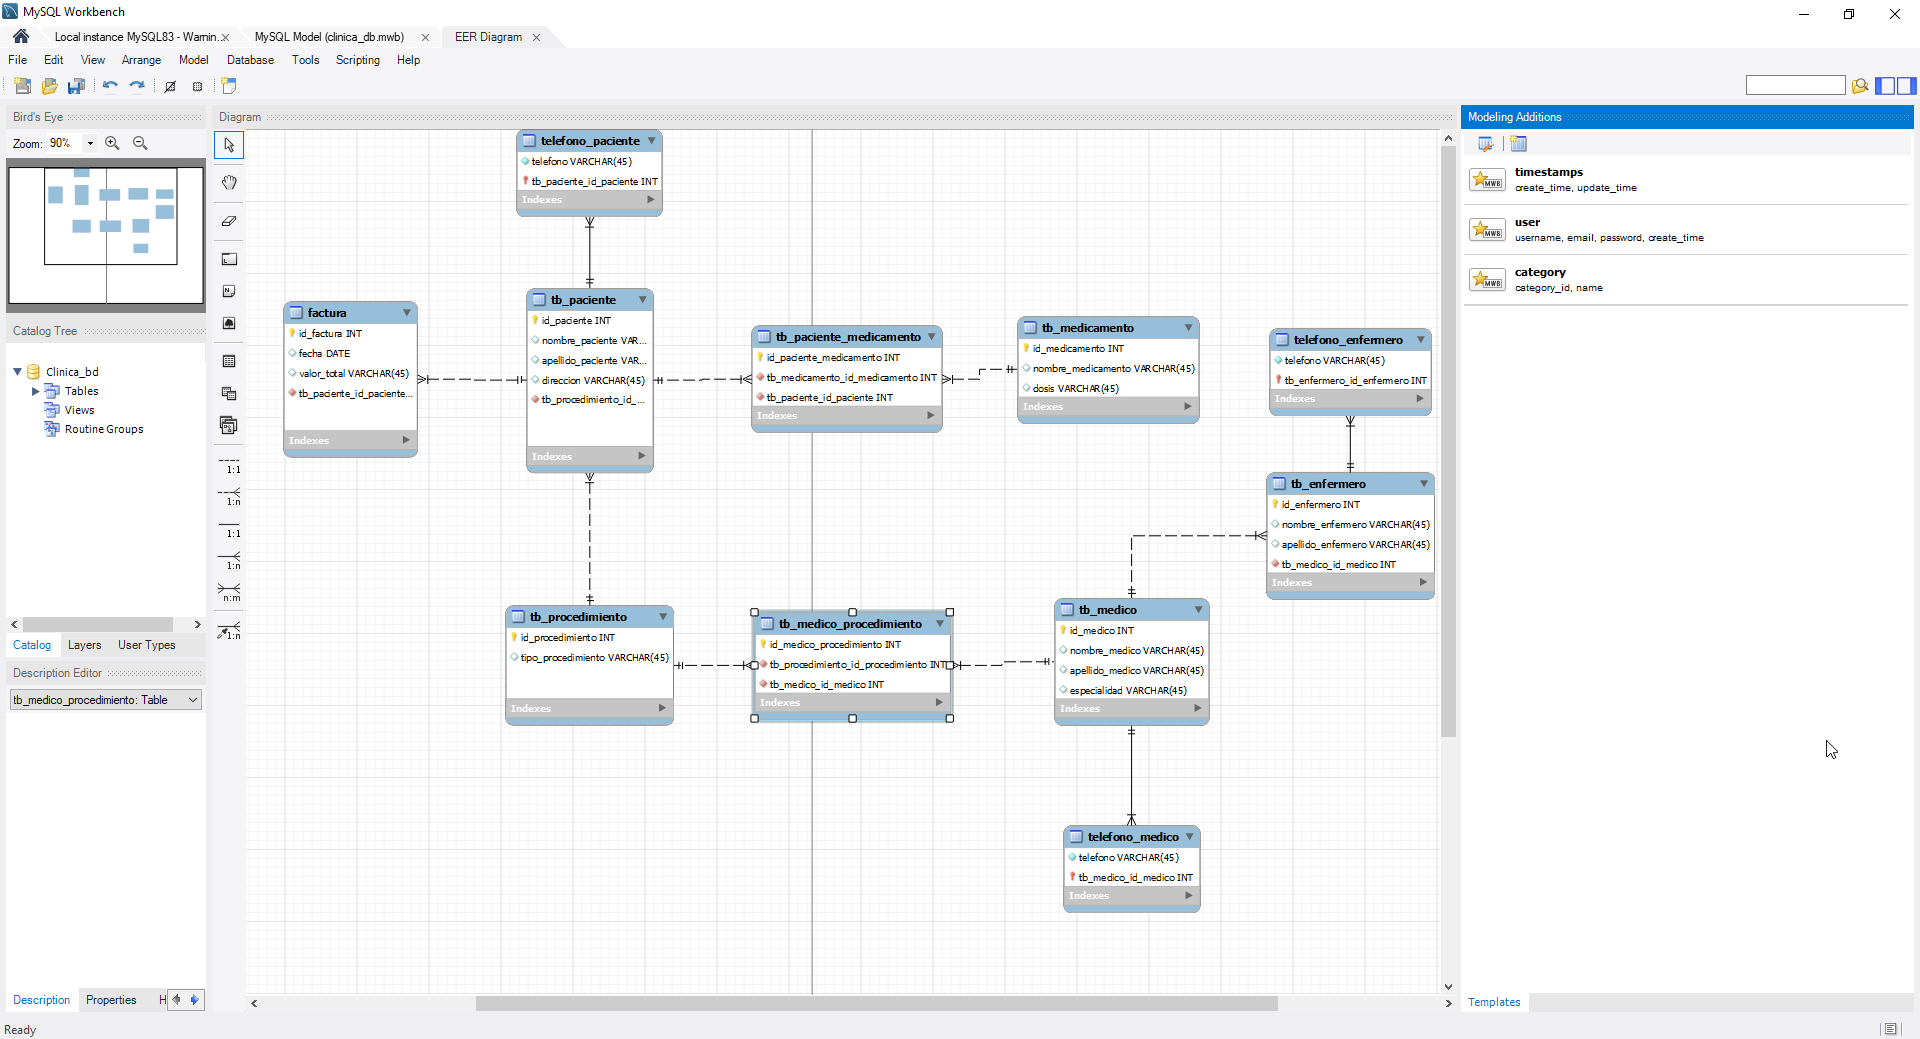 MySQL Workbench
Local instance MySQL83 - Warnin...
MySQL Model (clinica_db.mwb)
EER Diagram
File Edit View Arrange Model Database Tools Scripting Help
Bird's Eye
Zoom: 90%
Catalog Tree
Clinica_bd
Tables
Views
Routine Groups
Catalog Layers User Types
Description Editor
tb_medico_procedimiento: Table
Description Properties H
Ready
Diagram
1:1
1:n
1:1
1:n
n:m
1:n
telefono_paciente
telefono VARCHAR(45)
tb_paciente_id_paciente INT
Indexes
factura
id_factura INT
fecha DATE
valor_total VARCHAR(45)
tb_paciente_id_paciente...
Indexes
tb_paciente
id_paciente INT
nombre_paciente VAR...
apellido_paciente VAR...
direccion VARCHAR(45)
tb_procedimiento_id_...
Indexes
tb_paciente_medicamento
id_paciente_medicamento INT
tb_medicamento_id_medicamento INT
tb_paciente_id_paciente INT
Indexes
tb_medicamento
id_medicamento INT
nombre_medicamento VARCHAR(45)
dosis VARCHAR(45)
Indexes
telefono_enfermero
telefono VARCHAR(45)
tb_enfermero_id_enfermero INT
Indexes
tb_enfermero
id_enfermero INT
nombre_enfermero VARCHAR(45)
apellido_enfermero VARCHAR(45)
tb_medico_id_medico INT
Indexes
tb_procedimiento
id_procedimiento INT
tipo_procedimiento VARCHAR(45)
Indexes
tb_medico_procedimiento
id_medico_procedimiento INT
tb_procedimiento_id_procedimiento INT
tb_medico_id_medico INT
Indexes
tb_medico
id_medico INT
nombre_medico VARCHAR(45)
apellido_medico VARCHAR(45)
especialidad VARCHAR(45)
Indexes
telefono_medico
telefono VARCHAR(45)
tb_medico_id_medico INT
Indexes
Modeling Additions
MWB
timestamps
create_time, update_time
MWB
user
username, email, password, create_time
MWB
category
category_id, name
Templates